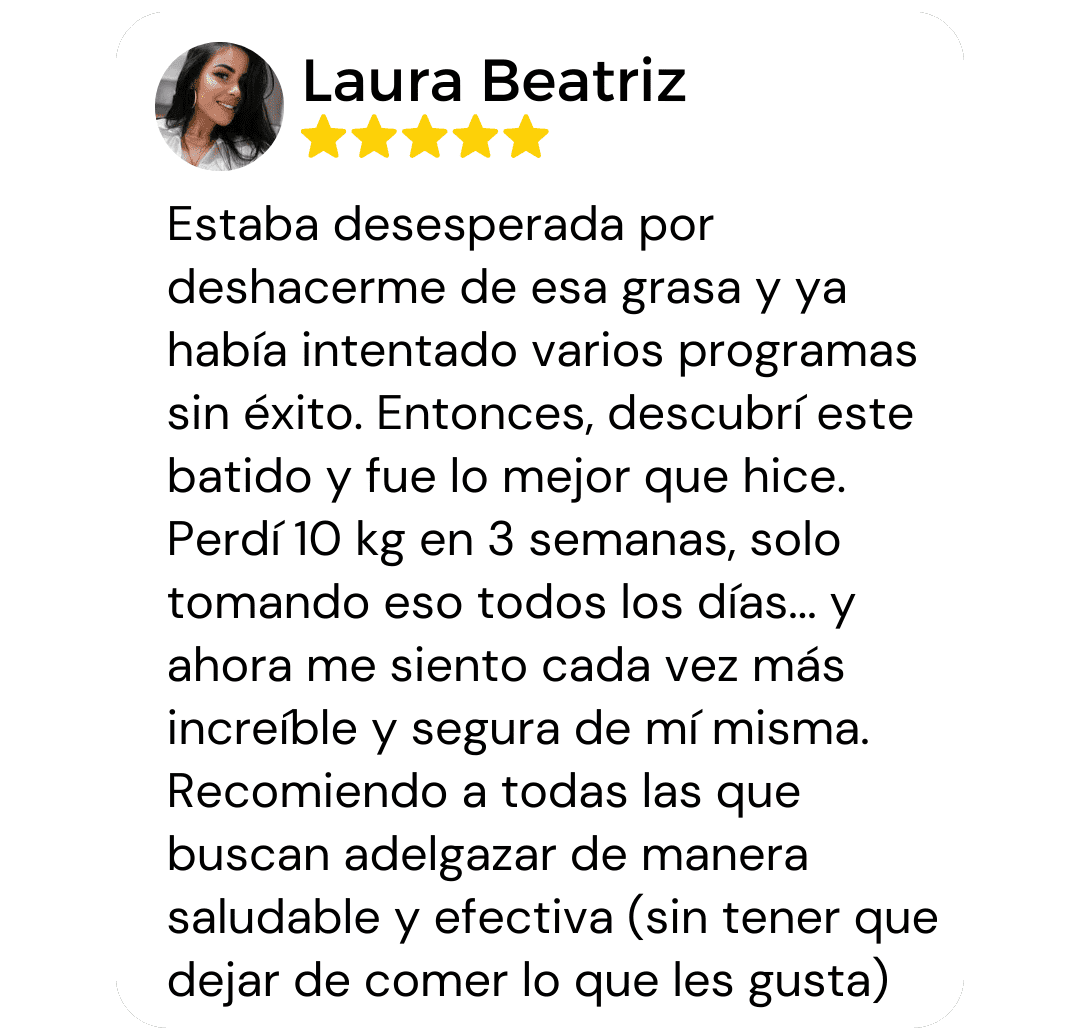 Laura Beatriz
Estaba desesperada por
deshacerme de esa grasa y ya
había intentado varios programas
sin éxito. Entonces, descubrí este
batido y fue lo mejor que hice.
Perdí 10 kg en 3 semanas, solo
tomando eso todos los días... y
ahora me siento cada vez más
increíble y segura de mí misma.
Recomiendo a todas las que
buscan adelgazar de manera
saludable y efectiva (sin tener que
dejar de comer lo que les gusta)